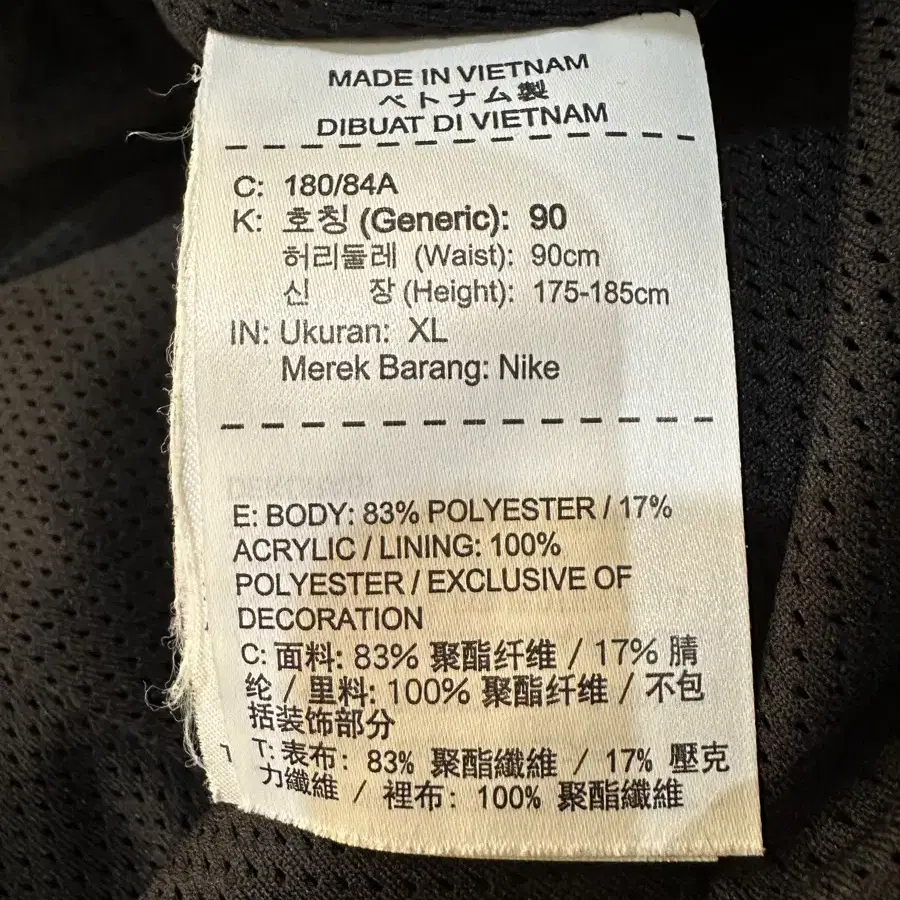 MADE IN VIETNAM
ベトナム製
DIBUAT DI VIETNAM
C: 180/84A
K: 호칭 (Generic): 90
허리둘레 (Waist): 90cm
신 장 (Height): 175-185cm
IN: Ukuran: XL
Merek Barang: Nike
E: BODY: 83% POLYESTER / 17%
ACRYLIC / LINING: 100%
POLYESTER / EXCLUSIVE OF
DECORATION
C: 面料: 83% 聚酯纤维 / 17% 腈
纶 / 里料: 100% 聚酯纤维 / 不包
括装饰部分
T: 表布: 83% 聚酯纖維 / 17% 壓克
力纖維 / 裡布: 100% 聚酯纖維